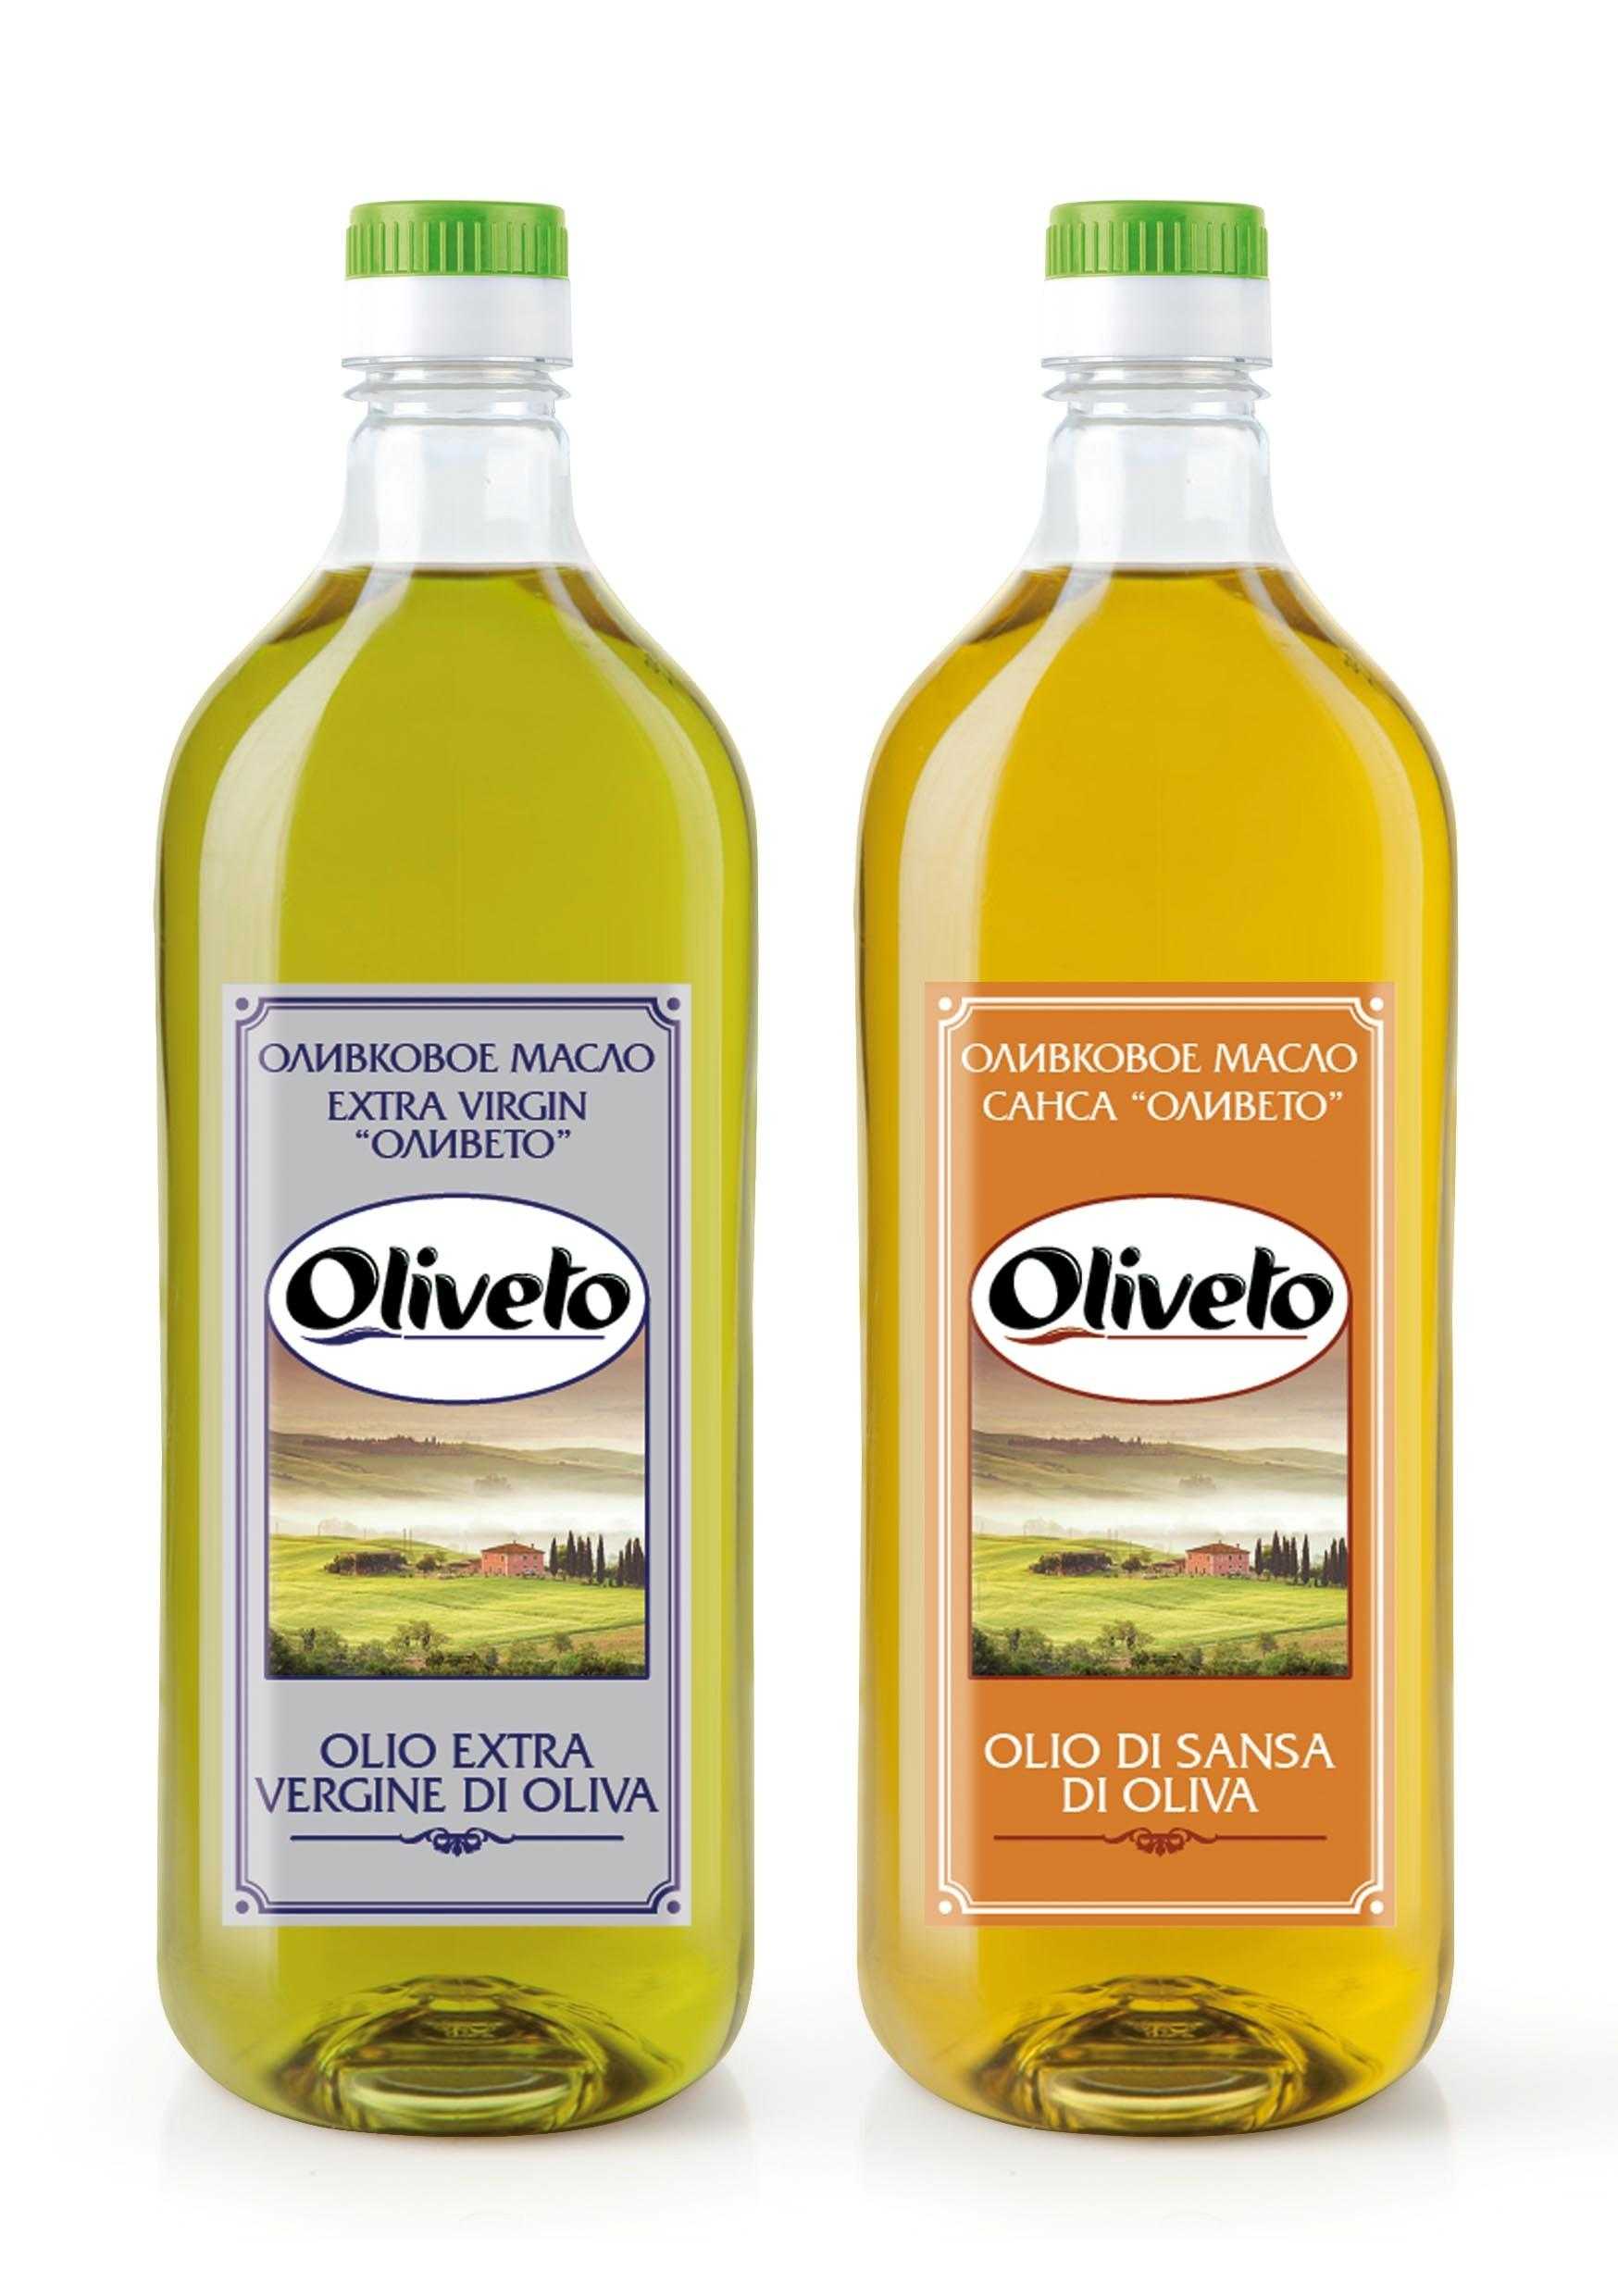 ОЛИВКОВОЕ МАСЛО
EXTRA VIRGIN
“ОЛИВЕТО”
Oliveto
OLIO EXTRA
VERGINE DI OLIVA
ОЛИВКОВОЕ МАСЛО
САНСА “ОЛИВЕТО”
Oliveto
OLIO DI SANSA
DI OLIVA